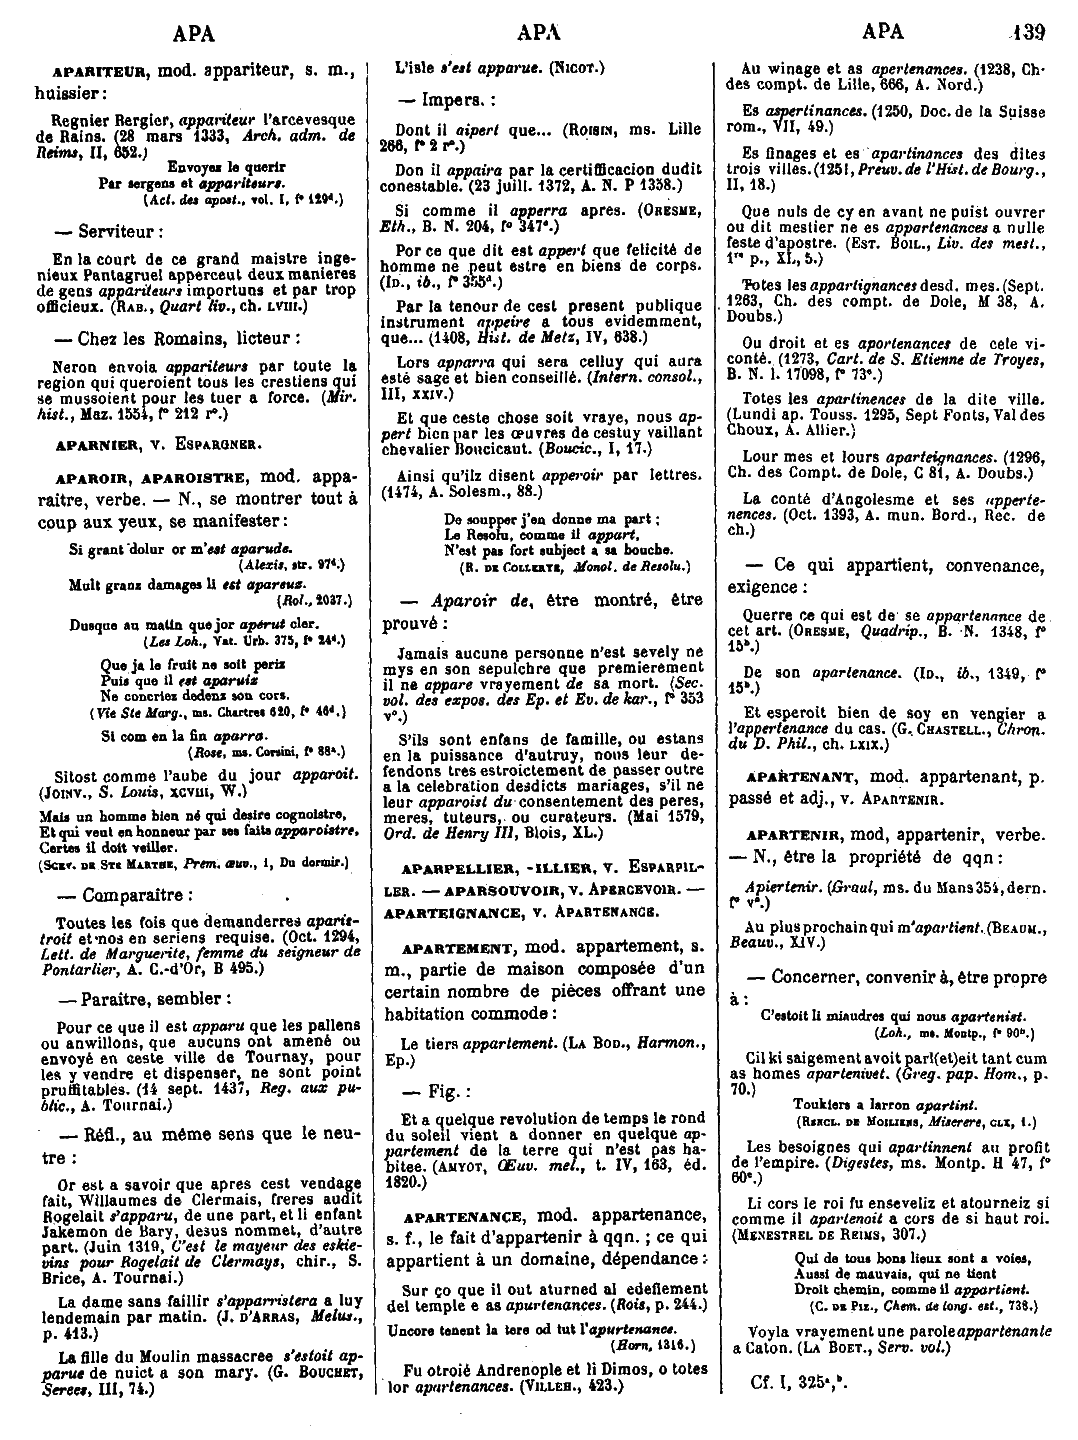 APA
APA
APA
139
APARITEUR, mod. appariteur, s. m.,
huissier :
Regnier Bergier, appariteur l'arcevesque
de Rains. (28 mars 1333, Arch. adm. de
Reims, II, 652.)
Envoyes le querir
Par sergens et appariteurs.
(Act. des apost., vol. I, f° 129ᵈ.)
— Serviteur :
En la court de ce grand maistre inge-
nieux Pantagruel apperceut deux manieres
de gens appariteurs importuns et par trop
officieux. (RAB., Quart liv., ch. LVIII.)
— Chez les Romains, licteur :
Neron envoia appariteurs par toute la
region qui queroient tous les crestiens qui
se mussoient pour les tuer a force. (Mir.
hist., Maz. 1554, f° 212 r°.)
APARNIER, V. ESPARGNER.
APAROIR, APAROISTRE, mod. appa-
raitre, verbe. — N., se montrer tout à
coup aux yeux, se manifester :
Si grant dolur or m'est aparude.
(Alexis, str. 97ᵈ.)
Mult granz damages li est apareuz.
(Rol., 2037.)
Dusque au matin que jor apérut cler.
(Les Loh., Vat. Urb. 375, f° 24ᵈ.)
Que ja le fruit ne soit periz
Puis que il est aparuiz
Ne concriez dedenz son cors.
(Vie Ste Marg., ms. Chartres 620, f° 46ᵈ.)
Si com en la fin aparra.
(Rose, ms. Corsini, f° 88ᵃ.)
Sitost comme l'aube du jour apparoit.
(JOINV., S. Louis, XCVIII, W.)
Mais un homme bien né qui desire cognoistre,
Et qui veut en honneur par ses faits apparoistre,
Certes il doit veiller.
(SCEV. DE STE MARTHE, Prem. œuv., I, Du dormir.)
— Comparaitre :
Toutes les fois que demanderres aparis-
troit et nos en seriens requise. (Oct. 1294,
Lett. de Marguerite, femme du seigneur de
Pontarlier, A. C.-d'Or, B 495.)
— Paraitre, sembler :
Pour ce que il est apparu que les pallens
ou anwillons, que aucuns ont amené ou
envoyé en ceste ville de Tournay, pour
les y vendre et dispenser, ne sont point
pruffitables. (14 sept. 1437, Reg. aux pu-
blic., A. Tournai.)
— Réfl., au même sens que le neu-
tre :
Or est a savoir que apres cest vendage
fait, Willaumes de Clermais, freres audit
Rogelait s'apparu, de une part, et li enfant
Jakemon de Bary, desus nommet, d'autre
part. (Juin 1319, C'est le mayeur des eskie-
vins pour Rogelait de Clermays, chir., S.
Brice, A. Tournai.)
La dame sans faillir s'apparristera a luy
lendemain par matin. (J. D'ARRAS, Melus.,
p. 413.)
La fille du Moulin massacree s'estoit ap-
parue de nuict a son mary. (G. BOUCHET,
Serees, III, 74.)
L'isle s'est apparue. (NICOT.)
— Impers. :
Dont il aipert que... (ROISIN, ms. Lille
266, f° 2 r°.)
Don il appaira par la certifficacion dudit
conestable. (23 juill. 1372, A. N. P 1358.)
Si comme il apperra apres. (ORESME,
Eth., B. N. 204, f° 347ᵃ.)
Por ce que dit est appert que felicité de
homme ne peut estre en biens de corps.
(ID., ib., f° 355ᵈ.)
Par la tenour de cest present publique
instrument appeire a tous evidemment,
que... (1408, Hist. de Metz, IV, 638.)
Lors apparra qui sera celluy qui aura
esté sage et bien conseillé. (Intern. consol.,
III, XXIV.)
Et que ceste chose soit vraye, nous ap-
pert bien par les œuvres de cestuy vaillant
chevalier Boucicaut. (Boucic., I, 17.)
Ainsi qu'ilz disent apperoir par lettres.
(1474, A. Solesm., 88.)
De soupper j'en donne ma part ;
Le Resolu, comme il appart,
N'est pas fort subject a sa bouche.
(R. DE COLLERYE, Monol. de Resolu.)
— Aparoir de, être montré, être
prouvé :
Jamais aucune personne n'est sevely ne
mys en son sepulchre que premierement
il ne appare vrayement de sa mort. (Sec.
vol. des expos. des Ep. et Ev. de kar., f° 353
v°.)
S'ils sont enfans de famille, ou estans
en la puissance d'autruy, nous leur de-
fendons tres estroictement de passer outre
a la celebration desdicts mariages, s'il ne
leur apparoist du consentement des peres,
meres, tuteurs, ou curateurs. (Mai 1579,
Ord. de Henry III, Blois, XL.)
APARPELLIER, -ILLIER, V. ESPARPIL-
LER. — APARSOUVOIR, V. APERCEVOIR. —
APARTEIGNANCE, V. APARTENANCE.
APARTEMENT, mod. appartement, s.
m., partie de maison composée d'un
certain nombre de pièces offrant une
habitation commode :
Le tiers appartement. (LA BOD., Harmon.,
Ep.)
— Fig. :
Et a quelque revolution de temps le rond
du soleil vient a donner en quelque ap-
partement de la terre qui n'est pas ha-
bitee. (AMYOT, Œuv. mel., t. IV, 163, éd.
1820.)
APARTENANCE, mod. appartenance,
s. f., le fait d'appartenir à qqn. ; ce qui
appartient à un domaine, dépendance :
Sur ço que il out aturned al edefiement
del temple e as apurtenances. (Rois, p. 244.)
Uncore tenent la tere od tut l'apurtenance.
(Horn, 1316.)
Fu otroié Andrenople et li Dimos, o totes
lor apartenances. (VILLEH., 423.)
Au winage et as apertenances. (1238, Ch.
des compt. de Lille, 666, A. Nord.)
Es aspertinances. (1250, Doc. de la Suisse
rom., VII, 49.)
Es finages et es apartinances des dites
trois villes. (1251, Preuv. de l'Hist. de Bourg.,
II, 18.)
Que nuls de cy en avant ne puist ouvrer
ou dit mestier ne es appartenances a nulle
feste d'apostre. (EST. BOIL., Liv. des mest.,
1ʳᵉ p., XL, 5.)
Totes les appartignances desd. mes. (Sept.
1263, Ch. des compt. de Dole, M 38, A.
Doubs.)
Ou droit et es aportenances de cele vi-
conté. (1273, Cart. de S. Etienne de Troyes,
B. N. l. 17098, f° 73ᵉ.)
Totes les apartinences de la dite ville.
(Lundi ap. Touss. 1295, Sept Fonts, Val des
Choux, A. Allier.)
Lour mes et lours aparteignances. (1296,
Ch. des Compt. de Dole, C 81, A. Doubs.)
La conté d'Angolesme et ses apperte-
nences. (Oct. 1393, A. mun. Bord., Rec. de
ch.)
— Ce qui appartient, convenance,
exigence :
Querre ce qui est de se appartenance de
cet art. (ORESME, Quadrip., B. N. 1348, f°
15ᵇ.)
De son apartenance. (ID., ib., 1349, f°
15ᵇ.)
Et esperoit bien de soy en vengier a
l'appertenance du cas. (G. CHASTELL., Chron.
du D. Phil., ch. LXIX.)
APARTENANT, mod. appartenant, p.
passé et adj., V. APARTENIR.
APARTENIR, mod, appartenir, verbe.
— N., être la propriété de qqn :
Apiertenir. (Graul, ms. du Mans 354, dern.
f° v°.)
Au plus prochain qui m'apartient. (BEAUM.,
Beauv., XIV.)
— Concerner, convenir à, être propre
à :
C'estoit li miaudres qui nous apartenist.
(Loh., ms. Montp., f° 90ᵇ.)
Cil ki saigement avoit parl(et)eit tant cum
as homes apartenivet. (Greg. pap. Hom., p.
70.)
Toukiers a larron apartint.
(RENCL. DE MOILIENS, Miserere, CLX, 1.)
Les besoignes qui apartinnent au profit
de l'empire. (Digestes, ms. Montp. H 47, f°
60ᵉ.)
Li cors le roi fu enseveliz et atourneiz si
comme il apartenoit a cors de si haut roi.
(MENESTREL DE REIMS, 307.)
Qui de tous bons lieux sont a voies,
Aussi de mauvais, qui ne tient
Droit chemin, comme il appartient.
(C. DE PIZ., Chem. de long. est., 738.)
Voyla vrayement une parole appartenante
a Caton. (LA BOET., Serv. vol.)
Cf. I, 325ᵃ,ᵇ.